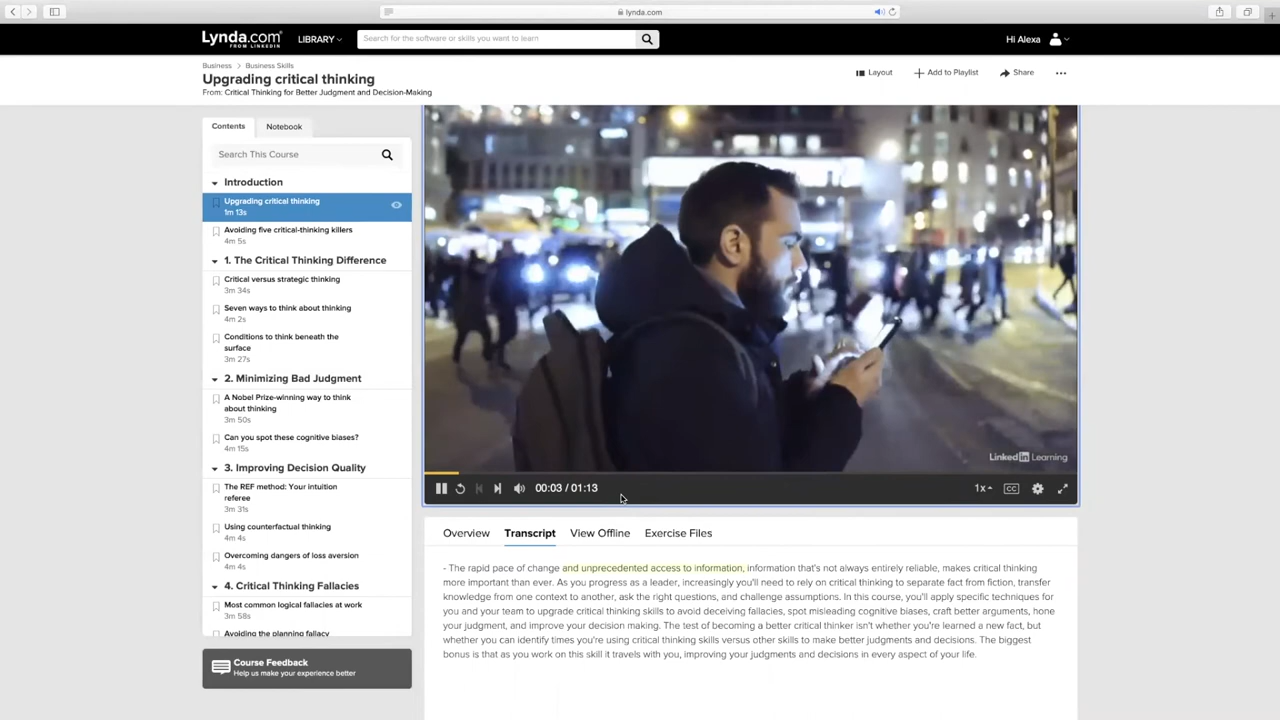 lynda.com
Lynda.com
FROM LINKEDIN
LIBRARY
Search for the software or skills you want to learn
Hi Alexa
Business > Business Skills
Upgrading critical thinking
From: Critical Thinking for Better Judgment and Decision-Making
Layout
Add to Playlist
Share
Contents
Notebook
Search This Course
Introduction
Upgrading critical thinking
1m 13s
Avoiding five critical-thinking killers
4m 5s
1. The Critical Thinking Difference
Critical versus strategic thinking
3m 34s
Seven ways to think about thinking
4m 2s
Conditions to think beneath the
surface
3m 27s
2. Minimizing Bad Judgment
A Nobel Prize-winning way to think
about thinking
3m 50s
Can you spot these cognitive biases?
4m 15s
3. Improving Decision Quality
The REF method: Your intuition
referee
3m 31s
Using counterfactual thinking
4m 4s
Overcoming dangers of loss aversion
4m 4s
4. Critical Thinking Fallacies
Most common logical fallacies at work
3m 58s
Avoiding the planning fallacy
Course Feedback
Help us make your experience better
LinkedIn Learning
00:03 / 01:13
1x
CC
Overview
Transcript
View Offline
Exercise Files
- The rapid pace of change and unprecedented access to information, information that's not always entirely reliable, makes critical thinking
more important than ever. As you progress as a leader, increasingly you'll need to rely on critical thinking to separate fact from fiction, transfer
knowledge from one context to another, ask the right questions, and challenge assumptions. In this course, you'll apply specific techniques for
you and your team to upgrade critical thinking skills to avoid deceiving fallacies, spot misleading cognitive biases, craft better arguments, hone
your judgment, and improve your decision making. The test of becoming a better critical thinker isn't whether you're learned a new fact, but
whether you can identify times you're using critical thinking skills versus other skills to make better judgments and decisions. The biggest
bonus is that as you work on this skill it travels with you, improving your judgments and decisions in every aspect of your life.